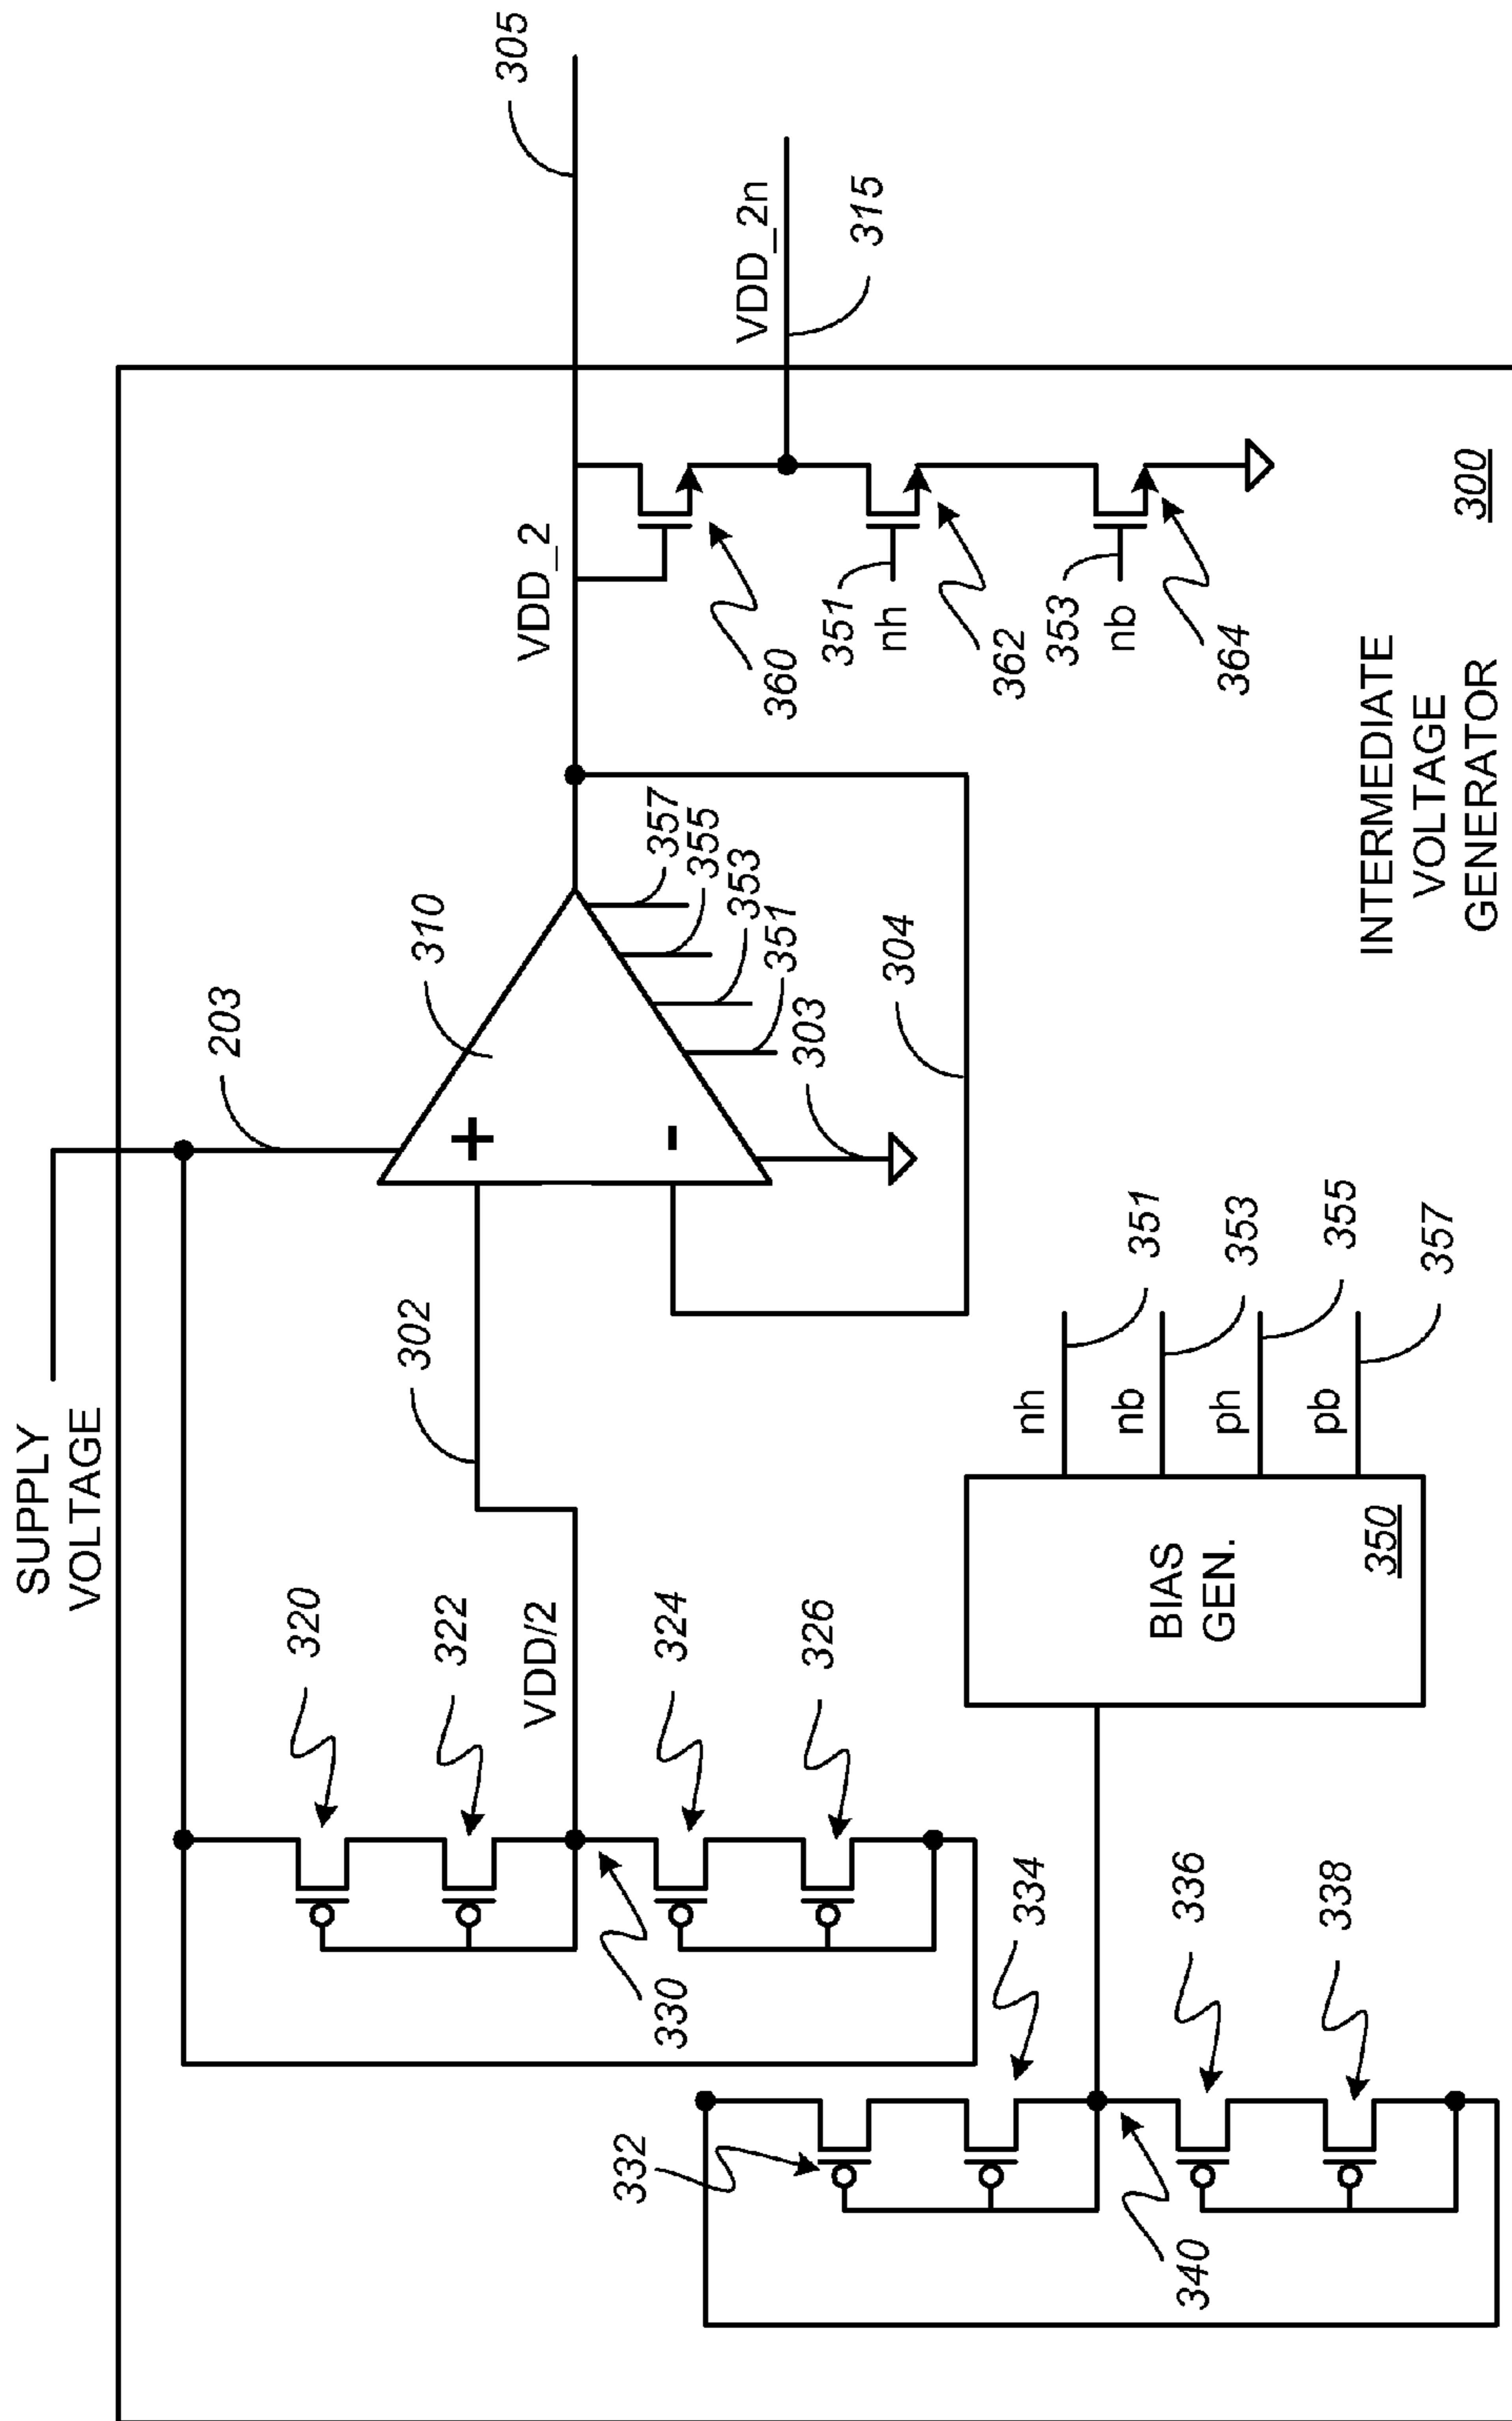 SUPPLY
VOLTAGE
203
305
320
322
VDD/2
324
326
330
302
310
+
-
357
355
353
351
303
304
VDD_2
VDD_2n
315
360
351
nh
362
353
nb
364
332
334
336
338
340
BIAS
GEN.
350
nh
nb
ph
pb
351
353
355
357
INTERMEDIATE
VOLTAGE
GENERATOR
300